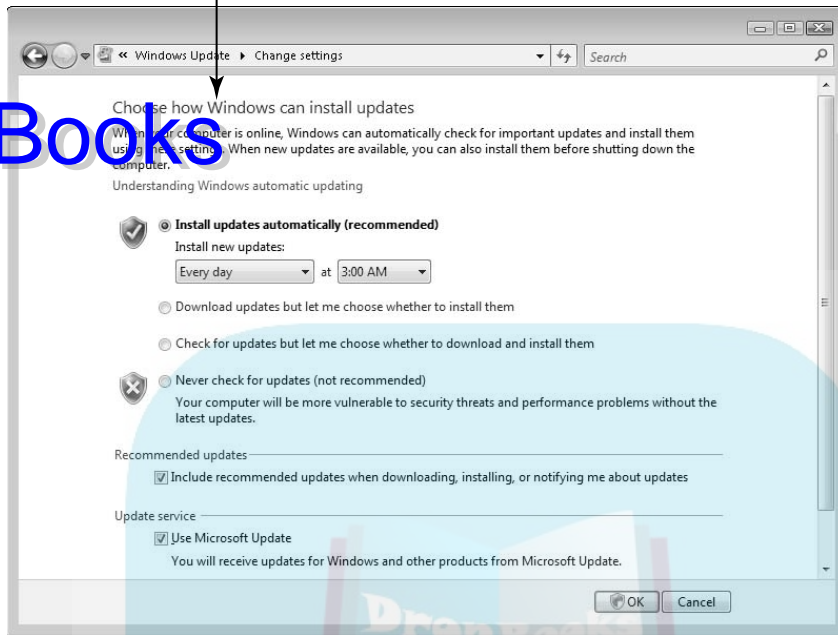 « Windows Update ▸ Change settings
Search
Choose how Windows can install updates
Books
When your computer is online, Windows can automatically check for important updates and install them
using these settings. When new updates are available, you can also install them before shutting down the
computer.
Understanding Windows automatic updating
Install updates automatically (recommended)
Install new updates:
Every day at 3:00 AM
Download updates but let me choose whether to install them
Check for updates but let me choose whether to download and install them
Never check for updates (not recommended)
Your computer will be more vulnerable to security threats and performance problems without the
latest updates.
Recommended updates
Include recommended updates when downloading, installing, or notifying me about updates
Update service
Use Microsoft Update
You will receive updates for Windows and other products from Microsoft Update.
OK Cancel
DropBooks